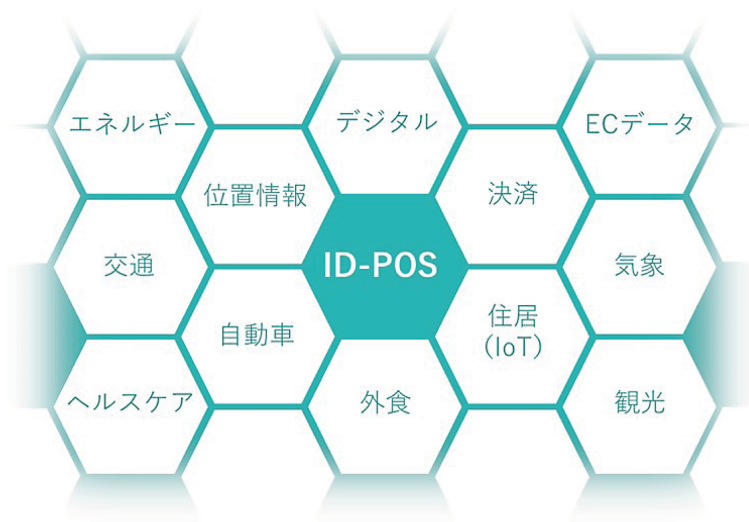 エネルギー
デジタル
ECデータ
位置情報
決済
交通
ID-POS
気象
自動車
住居
(IoT)
ヘルスケア
外食
観光